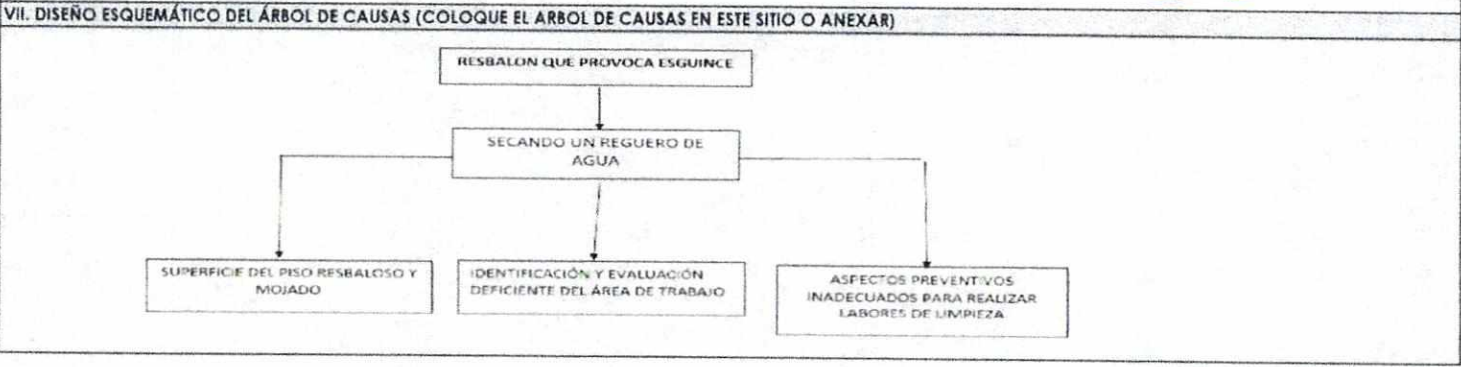 VII. DISEÑO ESQUEMÁTICO DEL ÁRBOL DE CAUSAS (COLOQUE EL ARBOL DE CAUSAS EN ESTE SITIO O ANEXAR)
RESBALON QUE PROVOCA ESGUINCE
SECANDO UN REGUERO DE
AGUA
SUPERFICIE DEL PISO RESBALOSO Y
MOJADO
IDENTIFICACIÓN Y EVALUACIÓN
DEFICIENTE DEL ÁREA DE TRABAJO
ASPECTOS PREVENTIVOS
INADECUADOS PARA REALIZAR
LABORES DE LIMPIEZA